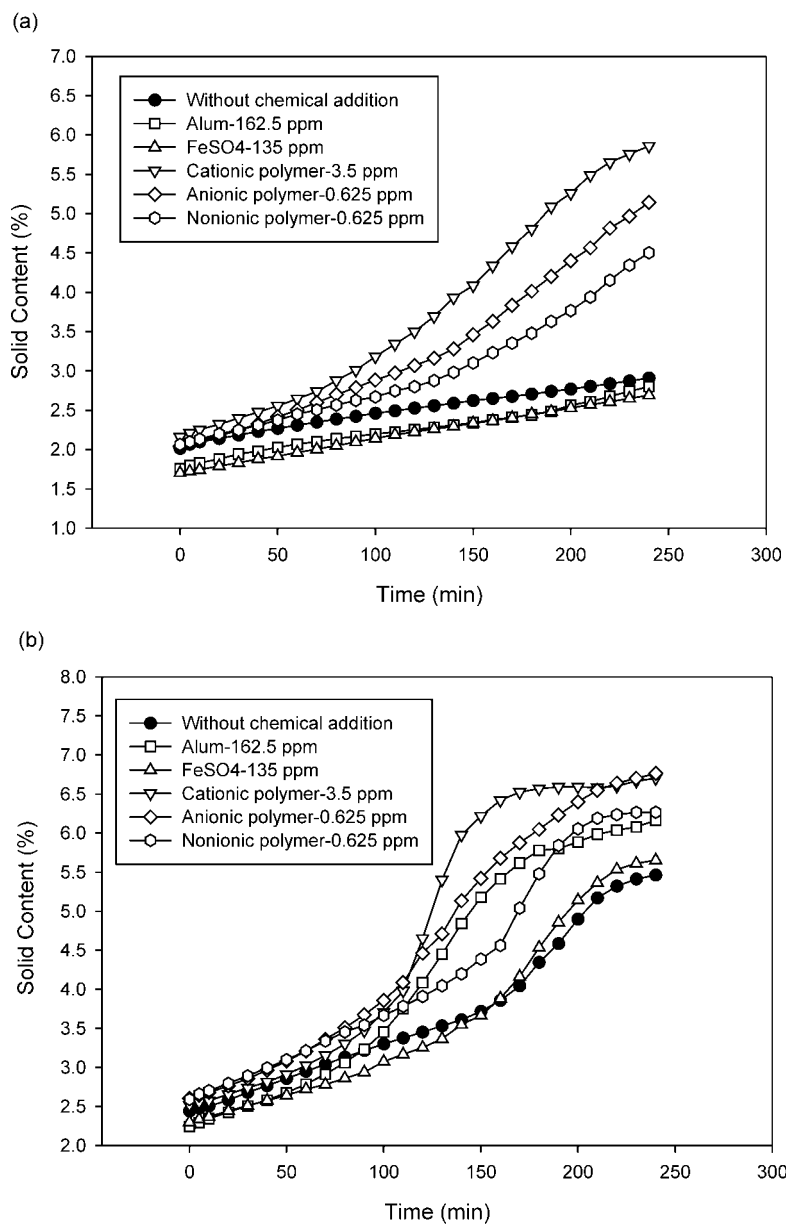 (a)
7.0
6.5
6.0
5.5
5.0
4.5
4.0
3.5
3.0
2.5
2.0
1.5
1.0
Solid Content (%)
Without chemical addition
Alum-162.5 ppm
FeSO4-135 ppm
Cationic polymer-3.5 ppm
Anionic polymer-0.625 ppm
Nonionic polymer-0.625 ppm
0 50 100 150 200 250 300
Time (min)
(b)
8.0
7.5
7.0
6.5
6.0
5.5
5.0
4.5
4.0
3.5
3.0
2.5
2.0
Solid Content (%)
Without chemical addition
Alum-162.5 ppm
FeSO4-135 ppm
Cationic polymer-3.5 ppm
Anionic polymer-0.625 ppm
Nonionic polymer-0.625 ppm
0 50 100 150 200 250 300
Time (min)